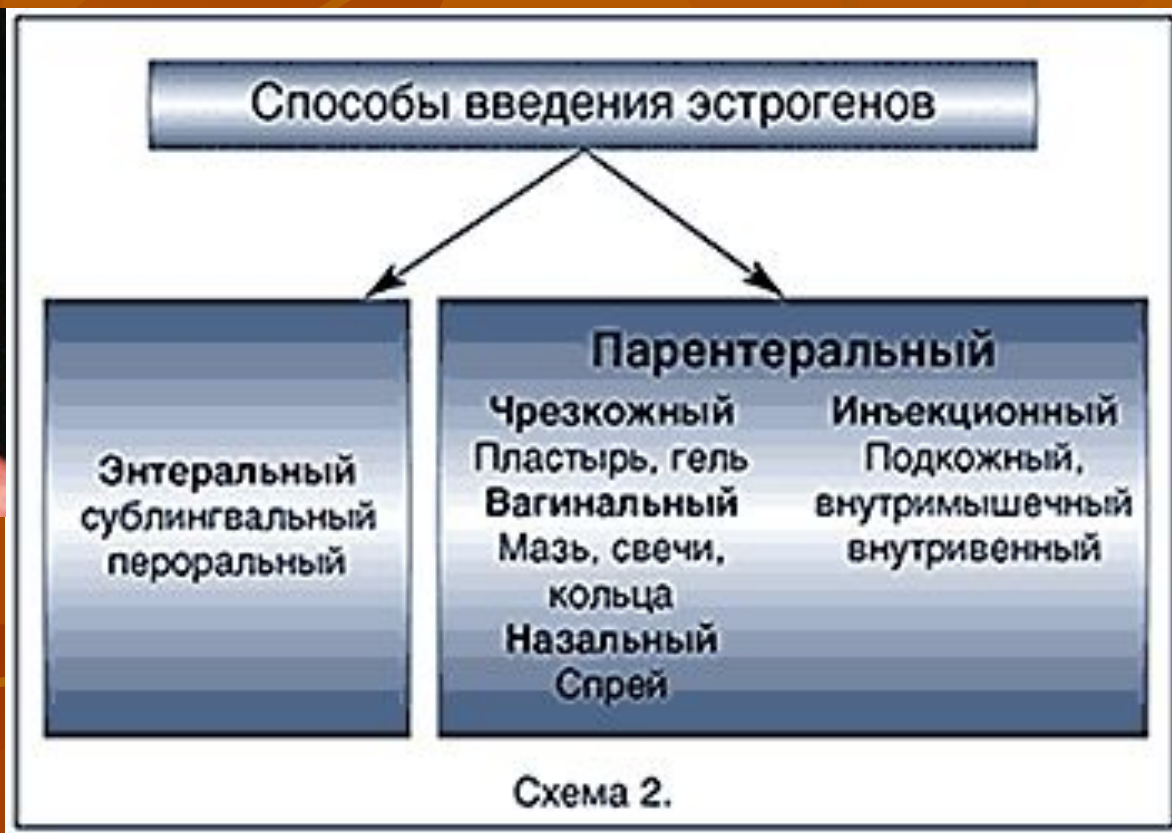 Способы введения эстрогенов
Энтеральный
сублингвальный
пероральный
Парентеральный
Чрезкожный
Пластырь, гель
Вагинальный
Мазь, свечи,
кольца
Назальный
Спрей
Инъекционный
Подкожный,
внутримышечный
внутривенный
Схема 2.